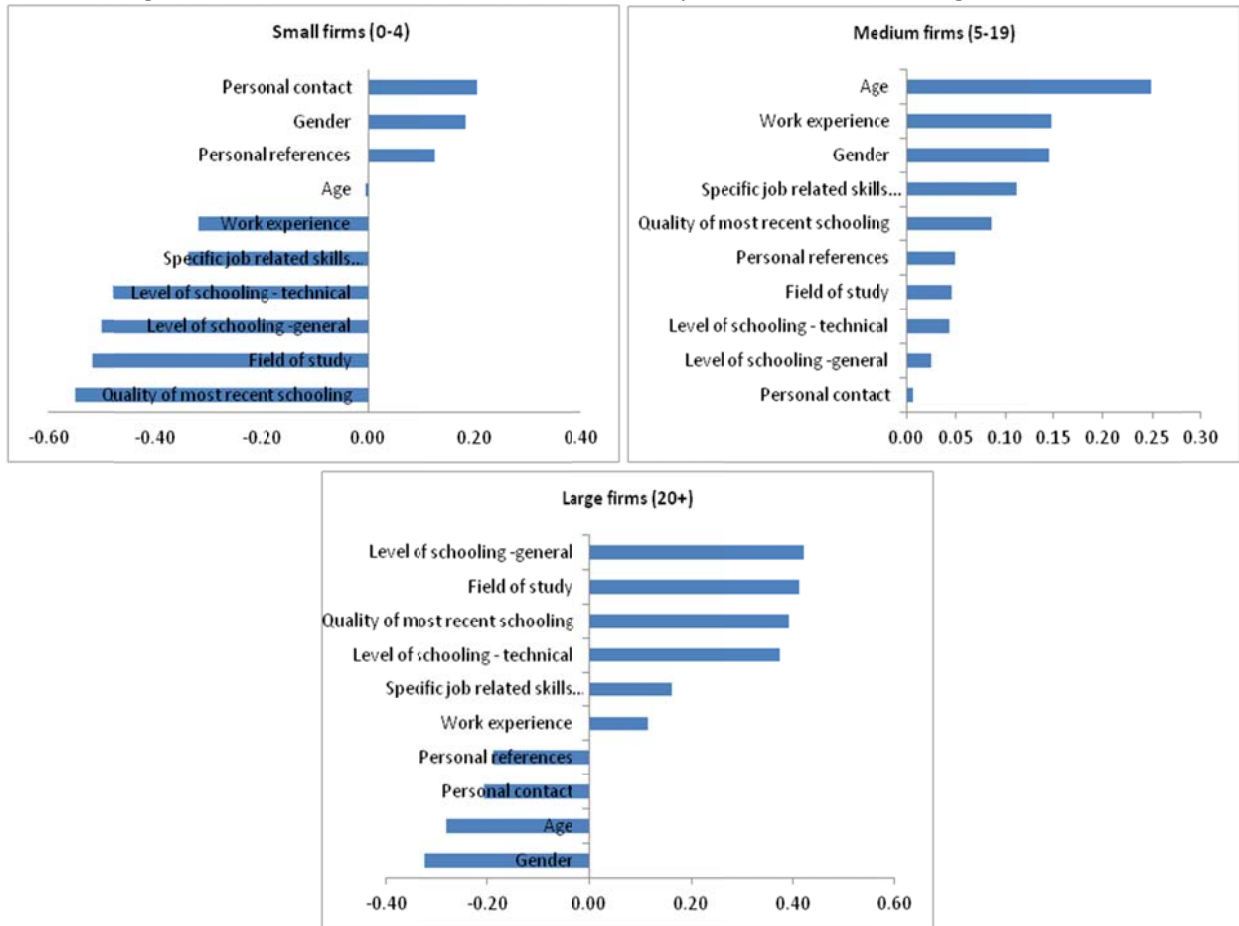 Small firms (0-4)
Personal contact
Gender
Personal references
Age
Work experience
Specific job related skills...
Level of schooling - technical
Level of schooling -general
Field of study
Quality of most recent schooling
-0.60 -0.40 -0.20 0.00 0.20 0.40
Medium firms (5-19)
Age
Work experience
Gender
Specific job related skills...
Quality of most recent schooling
Personal references
Field of study
Level of schooling - technical
Level of schooling -general
Personal contact
0.00 0.05 0.10 0.15 0.20 0.25 0.30
Large firms (20+)
Level of schooling -general
Field of study
Quality of most recent schooling
Level of schooling - technical
Specific job related skills...
Work experience
Personal references
Personal contact
Age
Gender
-0.40 -0.20 0.00 0.20 0.40 0.60